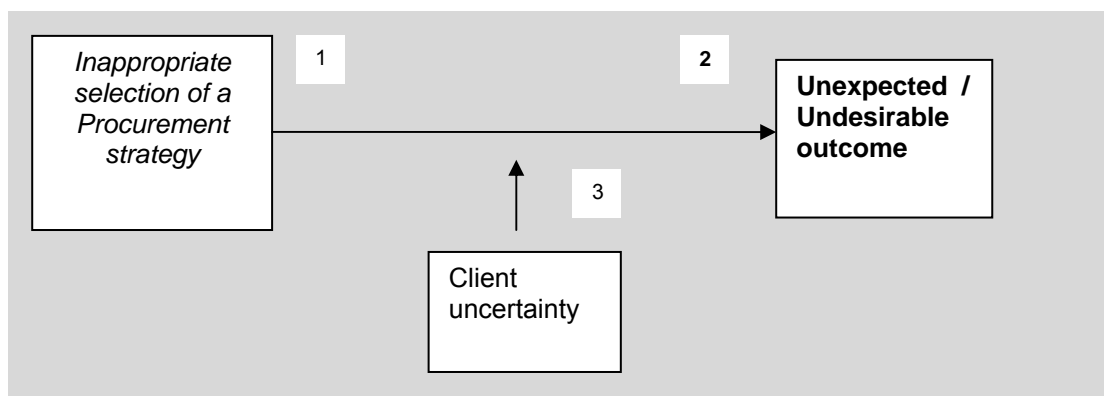 Inappropriate
selection of a
Procurement
strategy
1
2
Unexpected /
Undesirable
outcome
3
Client
uncertainty